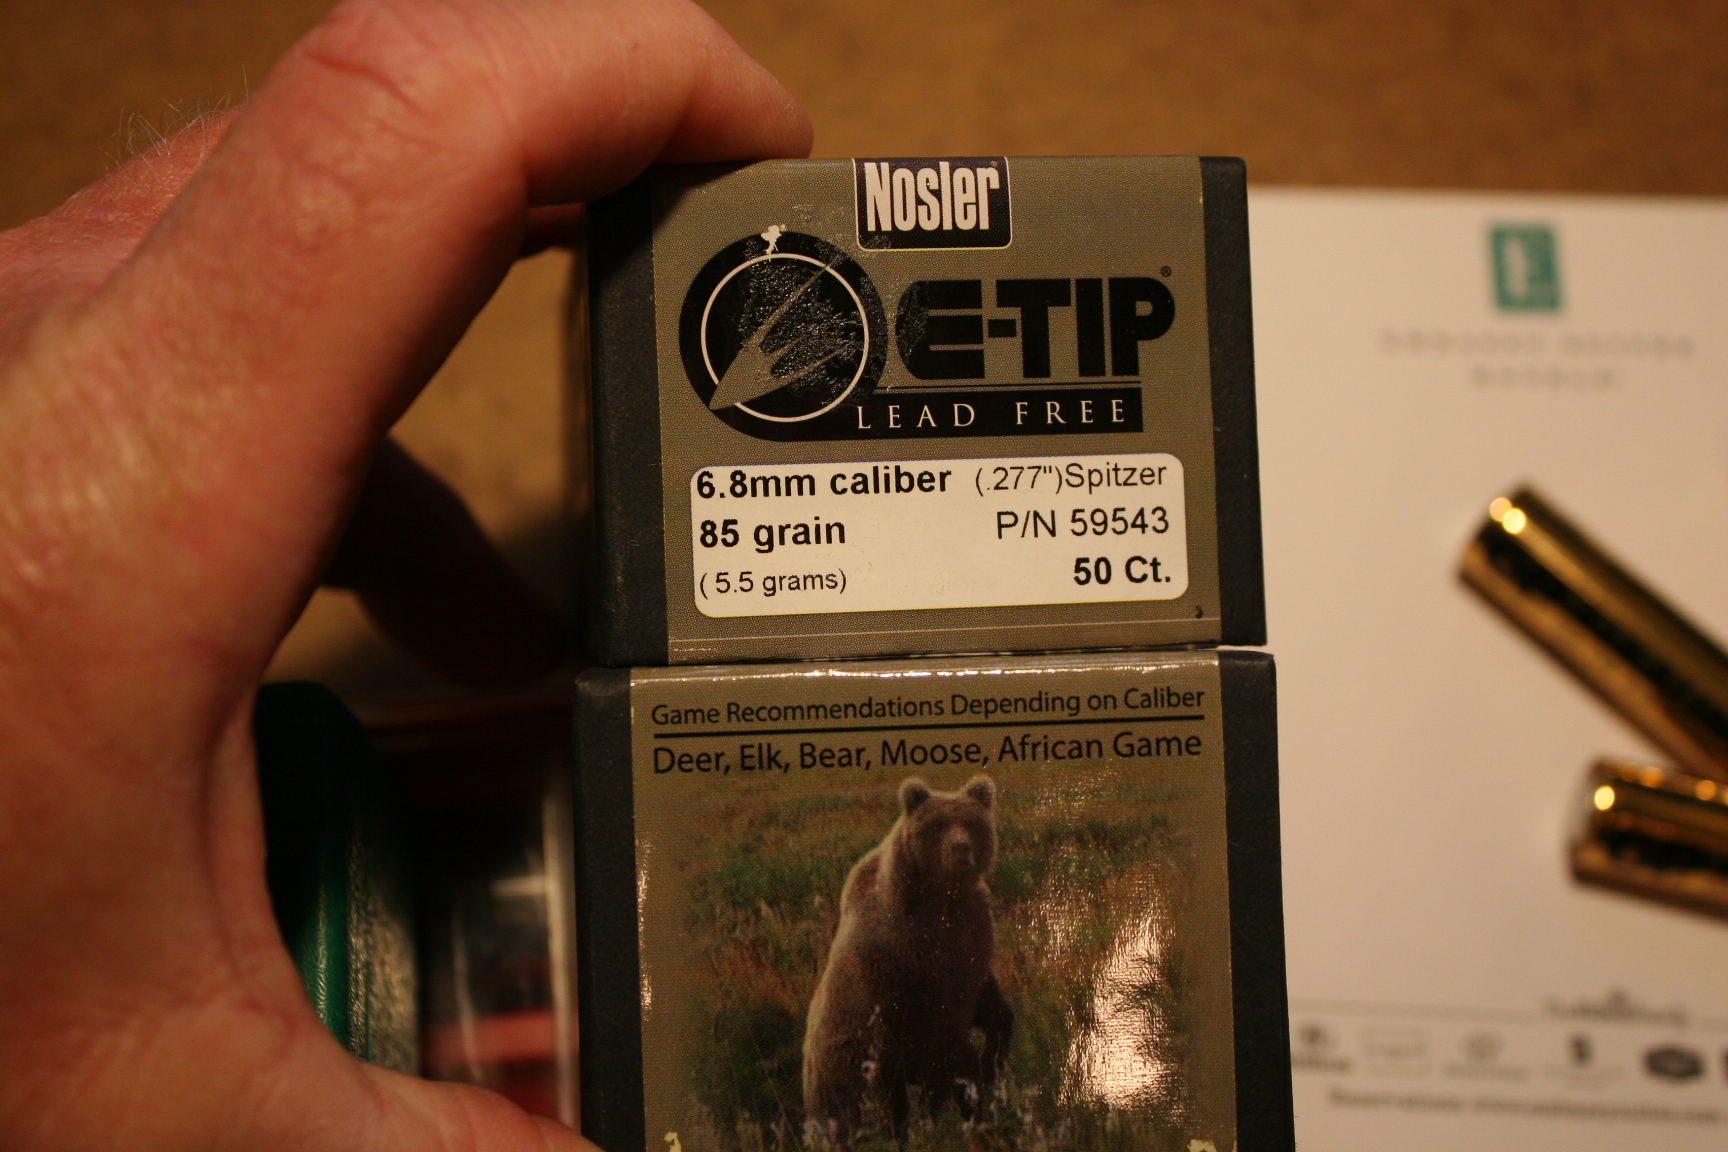 Nosler
E-TIP®
LEAD FREE
6.8mm caliber (.277")Spitzer
85 grain P/N 59543
(5.5 grams) 50 Ct.
Game Recommendations Depending on Caliber
Deer, Elk, Bear, Moose, African Game